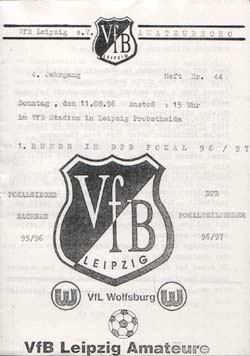 VfB Leipzig e.V. AMATEURECHO
VfB
LEIPZIG
4. Jahrgang Heft Nr. 44
Sonntag, den 11.08.96 Anstoß : 15 Uhr
im VfB Stadion in Leipzig Probstheida
1. RUNDE IM DFB POKAL 96 / 97
POKALSIEGER DFB
SACHSEN POKALTEILNEHMER
95/96 96/97
VfB
LEIPZIG
VfL Wolfsburg
VfB Leipzig Amateure